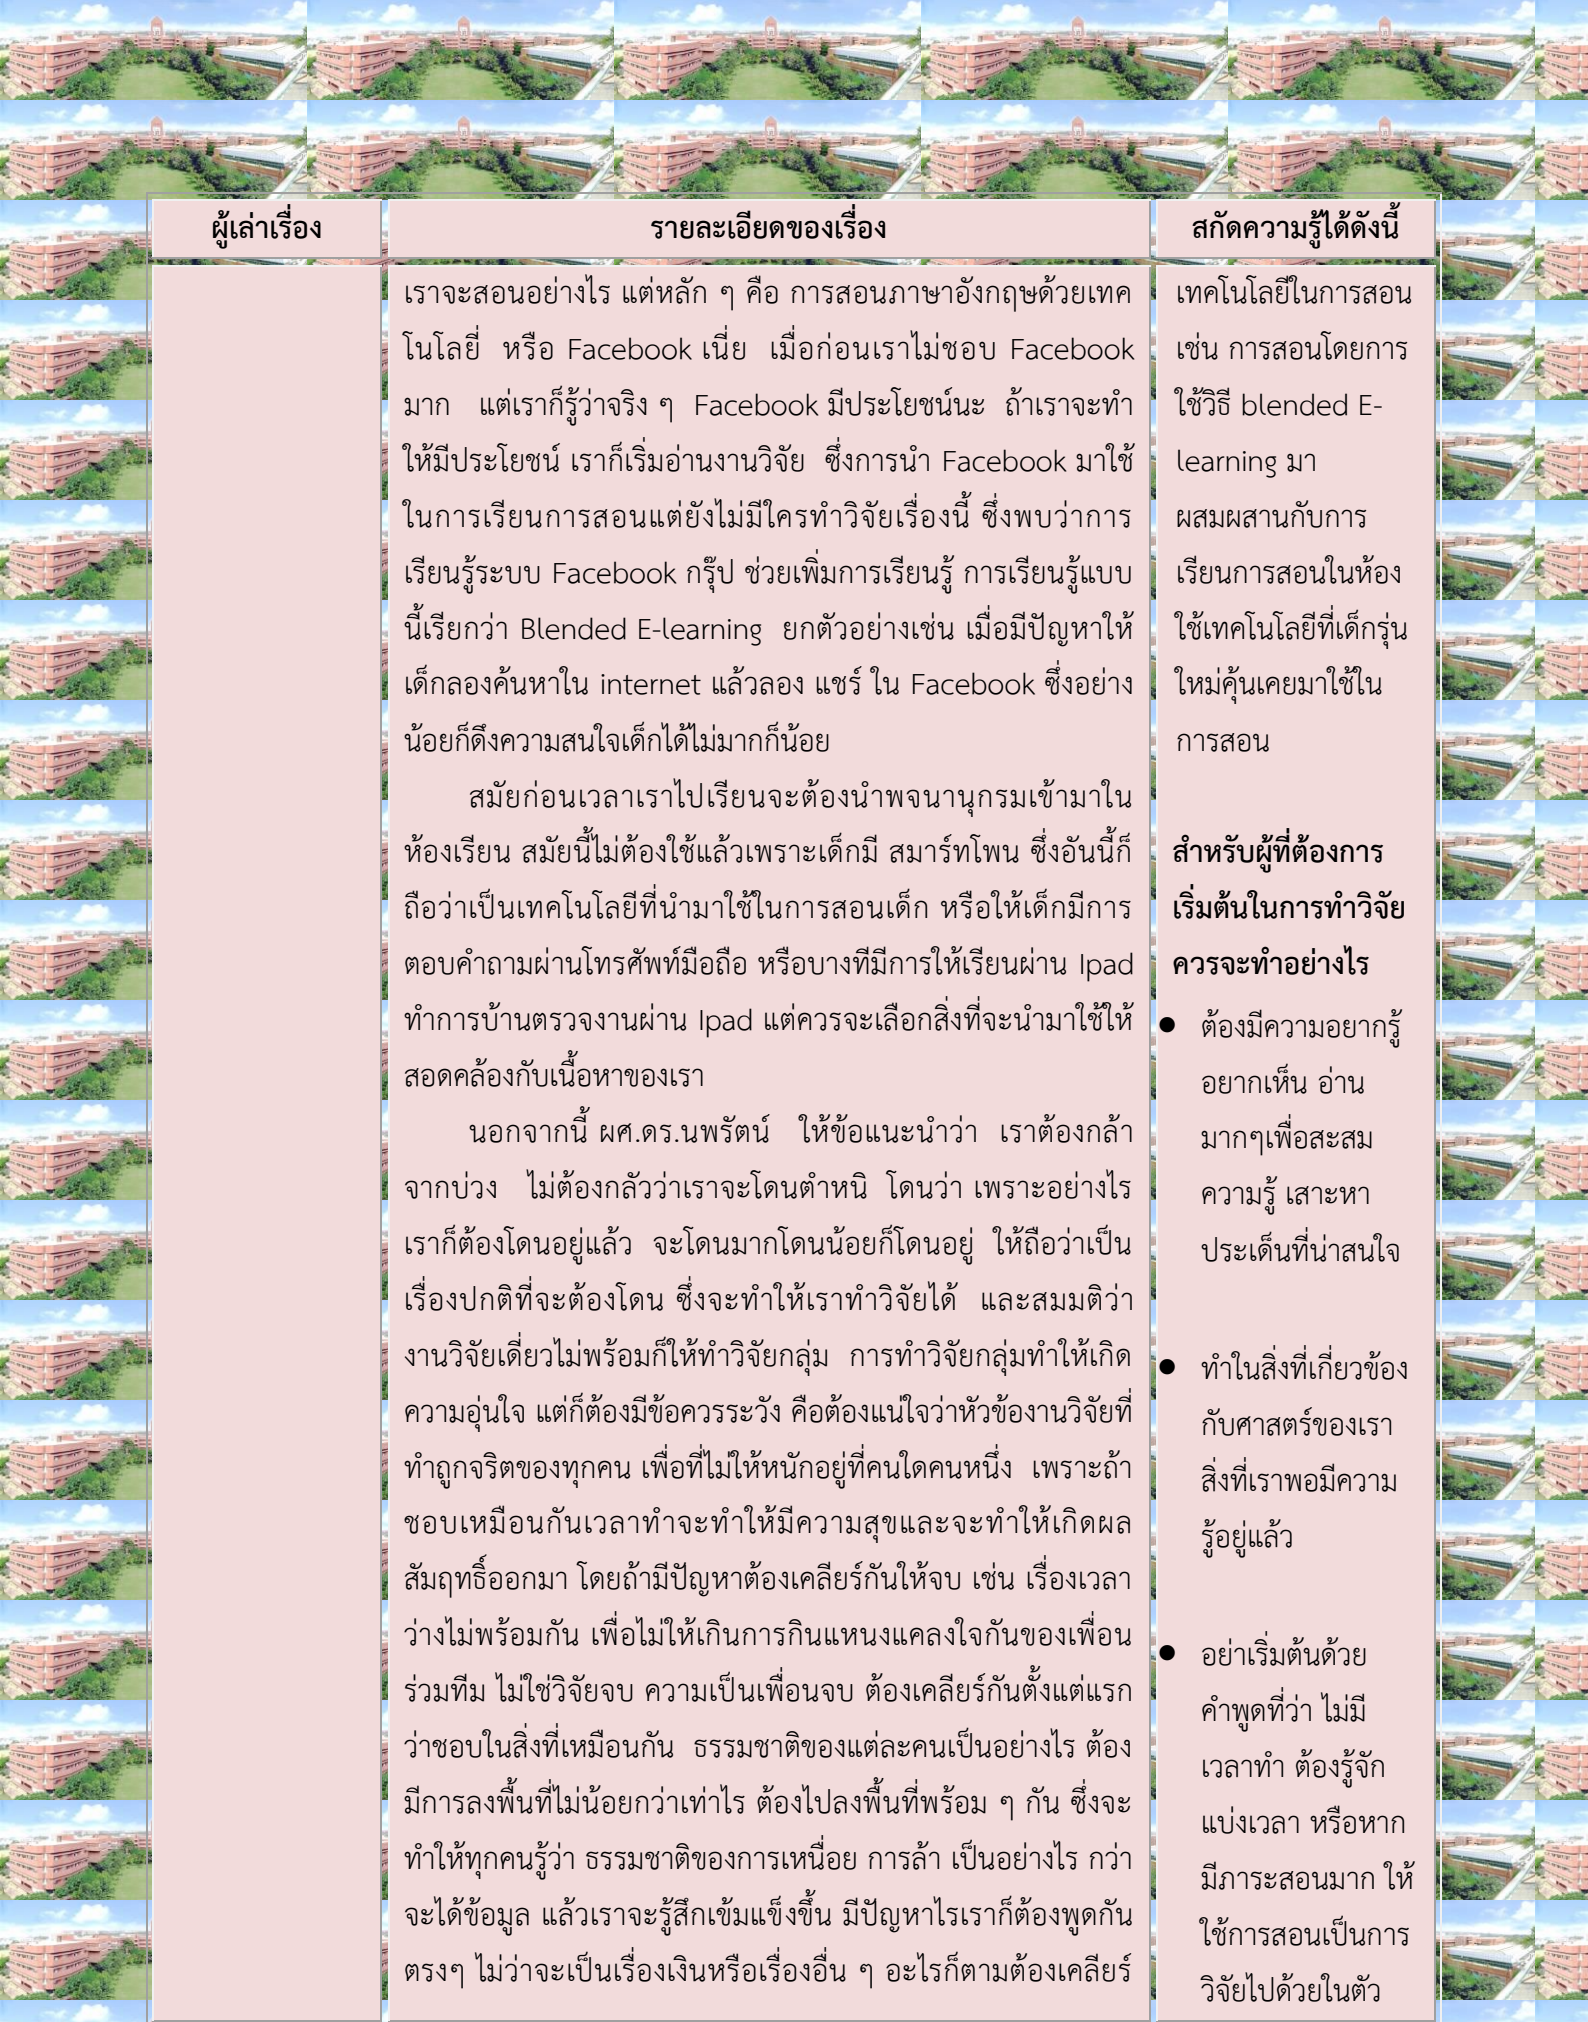 ผู้เล่าเรื่อง
รายละเอียดของเรื่อง
สกัดความรู้ได้ดังนี้
เราจะสอนอย่างไร แต่หลัก ๆ คือ การสอนภาษาอังกฤษด้วยเทค
โนโลยี่ หรือ Facebook เนี่ย เมื่อก่อนเราไม่ชอบ Facebook
มาก แต่เราก็รู้ว่าจริง ๆ Facebook มีประโยชน์นะ ถ้าเราจะทำ
ให้มีประโยชน์ เราก็เริ่มอ่านงานวิจัย ซึ่งการนำ Facebook มาใช้
ในการเรียนการสอนแต่ยังไม่มีใครทำวิจัยเรื่องนี้ ซึ่งพบว่าการ
เรียนรู้ระบบ Facebook กรุ๊ป ช่วยเพิ่มการเรียนรู้ การเรียนรู้แบบ
นี้เรียกว่า Blended E-learning ยกตัวอย่างเช่น เมื่อมีปัญหาให้
เด็กลองค้นหาใน internet แล้วลอง แชร์ ใน Facebook ซึ่งอย่าง
น้อยก็ดึงความสนใจเด็กได้ไม่มากก็น้อย
สมัยก่อนเวลาเราไปเรียนจะต้องนำพจนานุกรมเข้ามาใน
ห้องเรียน สมัยนี้ไม่ต้องใช้แล้วเพราะเด็กมี สมาร์ทโพน ซึ่งอันนี้ก็
ถือว่าเป็นเทคโนโลยีที่นำมาใช้ในการสอนเด็ก หรือให้เด็กมีการ
ตอบคำถามผ่านโทรศัพท์มือถือ หรือบางทีมีการให้เรียนผ่าน Ipad
ทำการบ้านตรวจงานผ่าน Ipad แต่ควรจะเลือกสิ่งที่จะนำมาใช้ให้
สอดคล้องกับเนื้อหาของเรา
นอกจากนี้ ผศ.ดร.นพรัตน์ ให้ข้อแนะนำว่า เราต้องกล้า
จากบ่วง ไม่ต้องกลัวว่าเราจะโดนตำหนิ โดนว่า เพราะอย่างไร
เราก็ต้องโดนอยู่แล้ว จะโดนมากโดนน้อยก็โดนอยู่ ให้ถือว่าเป็น
เรื่องปกติที่จะต้องโดน ซึ่งจะทำให้เราทำวิจัยได้ และสมมติว่า
งานวิจัยเดี่ยวไม่พร้อมก็ให้ทำวิจัยกลุ่ม การทำวิจัยกลุ่มทำให้เกิด
ความอุ่นใจ แต่ก็ต้องมีข้อควรระวัง คือต้องแน่ใจว่าหัวข้องานวิจัยที่
ทำถูกจริตของทุกคน เพื่อที่ไม่ให้หนักอยู่ที่คนใดคนหนึ่ง เพราะถ้า
ชอบเหมือนกันเวลาทำจะทำให้มีความสุขและจะทำให้เกิดผล
สัมฤทธิ์ออกมา โดยถ้ามีปัญหาต้องเคลียร์กันให้จบ เช่น เรื่องเวลา
ว่างไม่พร้อมกัน เพื่อไม่ให้เกินการกินแหนงแคลงใจกันของเพื่อน
ร่วมทีม ไม่ใช่วิจัยจบ ความเป็นเพื่อนจบ ต้องเคลียร์กันตั้งแต่แรก
ว่าชอบในสิ่งที่เหมือนกัน ธรรมชาติของแต่ละคนเป็นอย่างไร ต้อง
มีการลงพื้นที่ไม่น้อยกว่าเท่าไร ต้องไปลงพื้นที่พร้อม ๆ กัน ซึ่งจะ
ทำให้ทุกคนรู้ว่า ธรรมชาติของการเหนื่อย การล้า เป็นอย่างไร กว่า
จะได้ข้อมูล แล้วเราจะรู้สึกเข้มแข็งขึ้น มีปัญหาไรเราก็ต้องพูดกัน
ตรงๆ ไม่ว่าจะเป็นเรื่องเงินหรือเรื่องอื่น ๆ อะไรก็ตามต้องเคลียร์
เทคโนโลยีในการสอน
เช่น การสอนโดยการ
ใช้วิธี blended E-
learning มา
ผสมผสานกับการ
เรียนการสอนในห้อง
ใช้เทคโนโลยีที่เด็กรุ่น
ใหม่คุ้นเคยมาใช้ใน
การสอน
สำหรับผู้ที่ต้องการ
เริ่มต้นในการทำวิจัย
ควรจะทำอย่างไร
● ต้องมีความอยากรู้
อยากเห็น อ่าน
มากๆเพื่อสะสม
ความรู้ เสาะหา
ประเด็นที่น่าสนใจ
● ทำในสิ่งที่เกี่ยวข้อง
กับศาสตร์ของเรา
สิ่งที่เราพอมีความ
รู้อยู่แล้ว
● อย่าเริ่มต้นด้วย
คำพูดที่ว่า ไม่มี
เวลาทำ ต้องรู้จัก
แบ่งเวลา หรือหาก
มีภาระสอนมาก ให้
ใช้การสอนเป็นการ
วิจัยไปด้วยในตัว